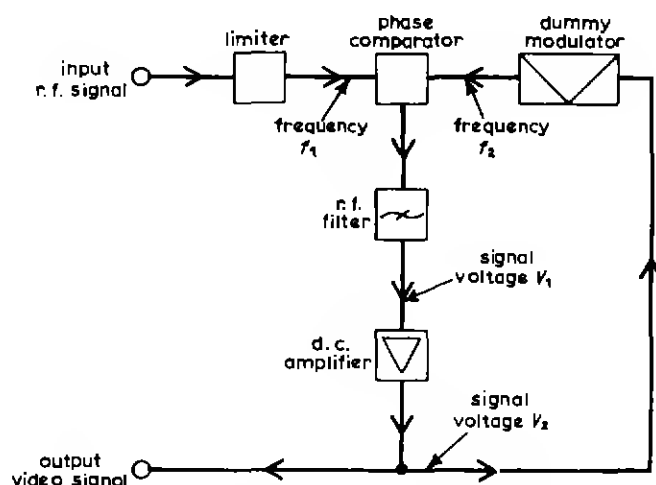 limiter
phase
comparator
dummy
modulator
input
r.f. signal
frequency
f₁
frequency
f₂
r.f.
filter
signal
voltage V₁
d.c.
amplifier
signal
voltage V₂
output
video signal